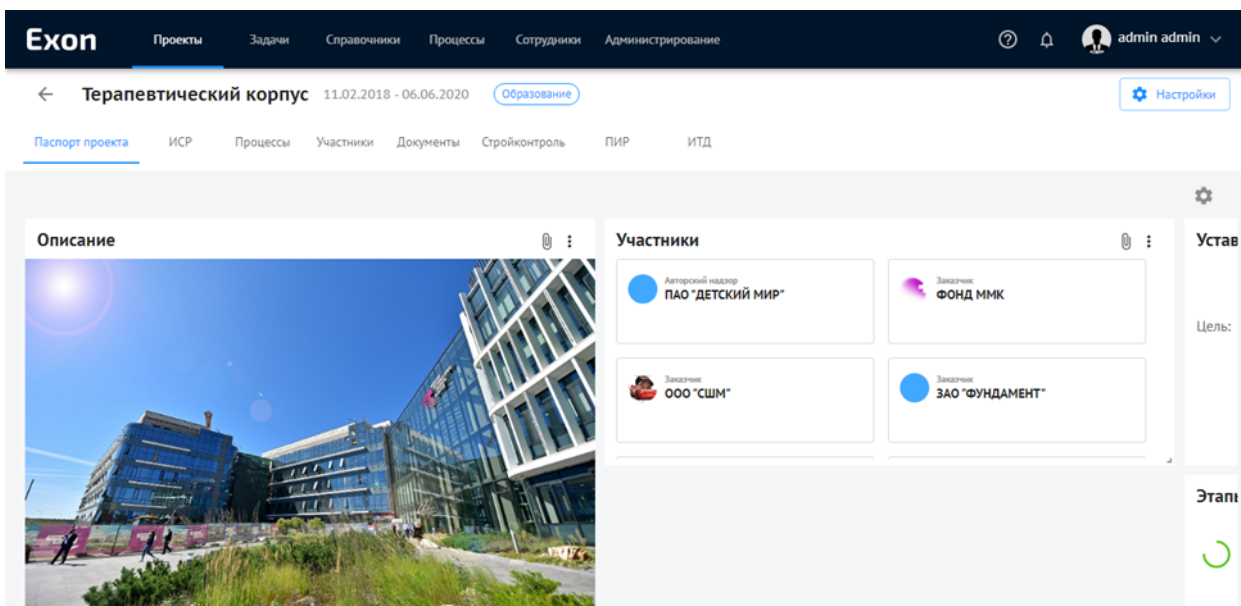 Exon
Проекты Задачи Справочники Процессы Сотрудники Администрирование
admin admin
Терапевтический корпус 11.02.2018 - 06.06.2020 Образование
Настройки
Паспорт проекта ИСР Процессы Участники Документы Стройконтроль ПИР ИТД
Описание
Участники
Устав
Авторский надзор
ПАО "ДЕТСКИЙ МИР"
Заказчик
ФОНД ММК
Цель:
Заказчик
ООО "СШМ"
Заказчик
ЗАО "ФУНДАМЕНТ"
Этапы